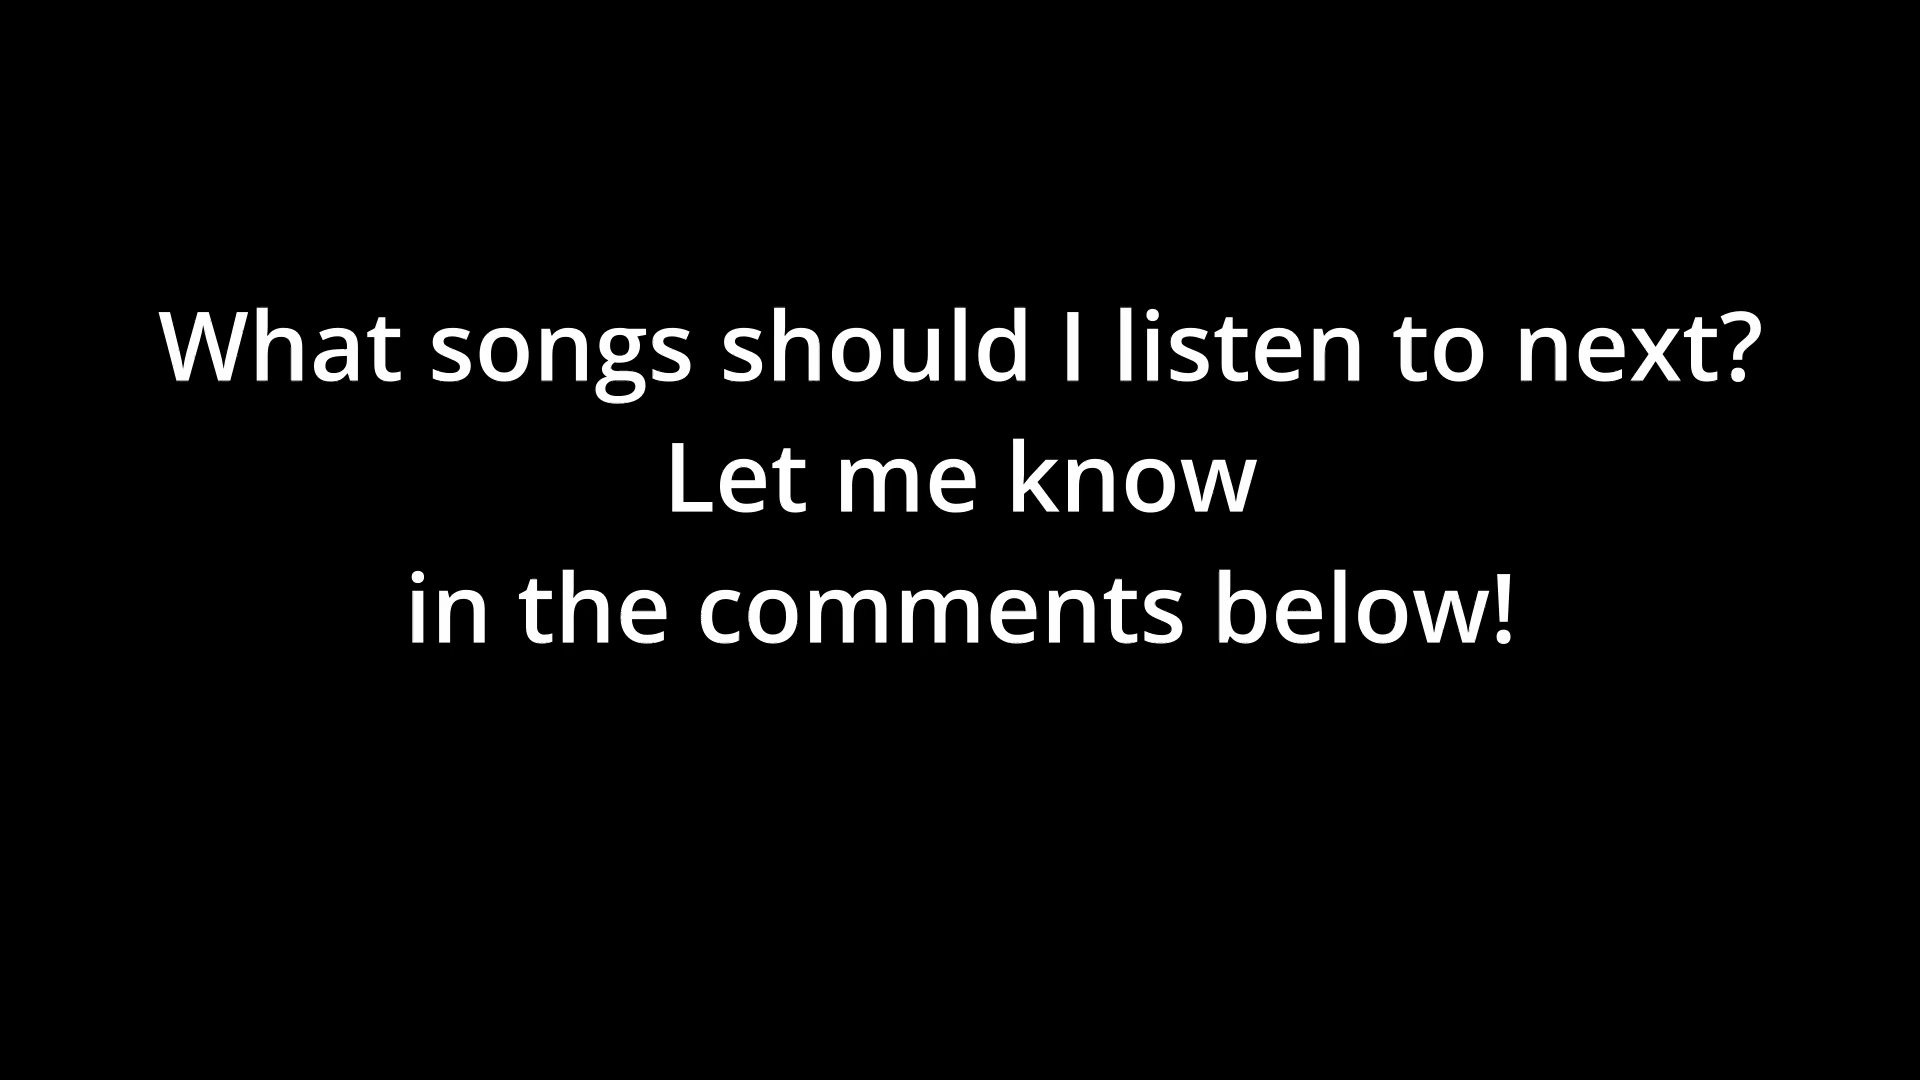 What songs should I listen to next?
Let me know
in the comments below!